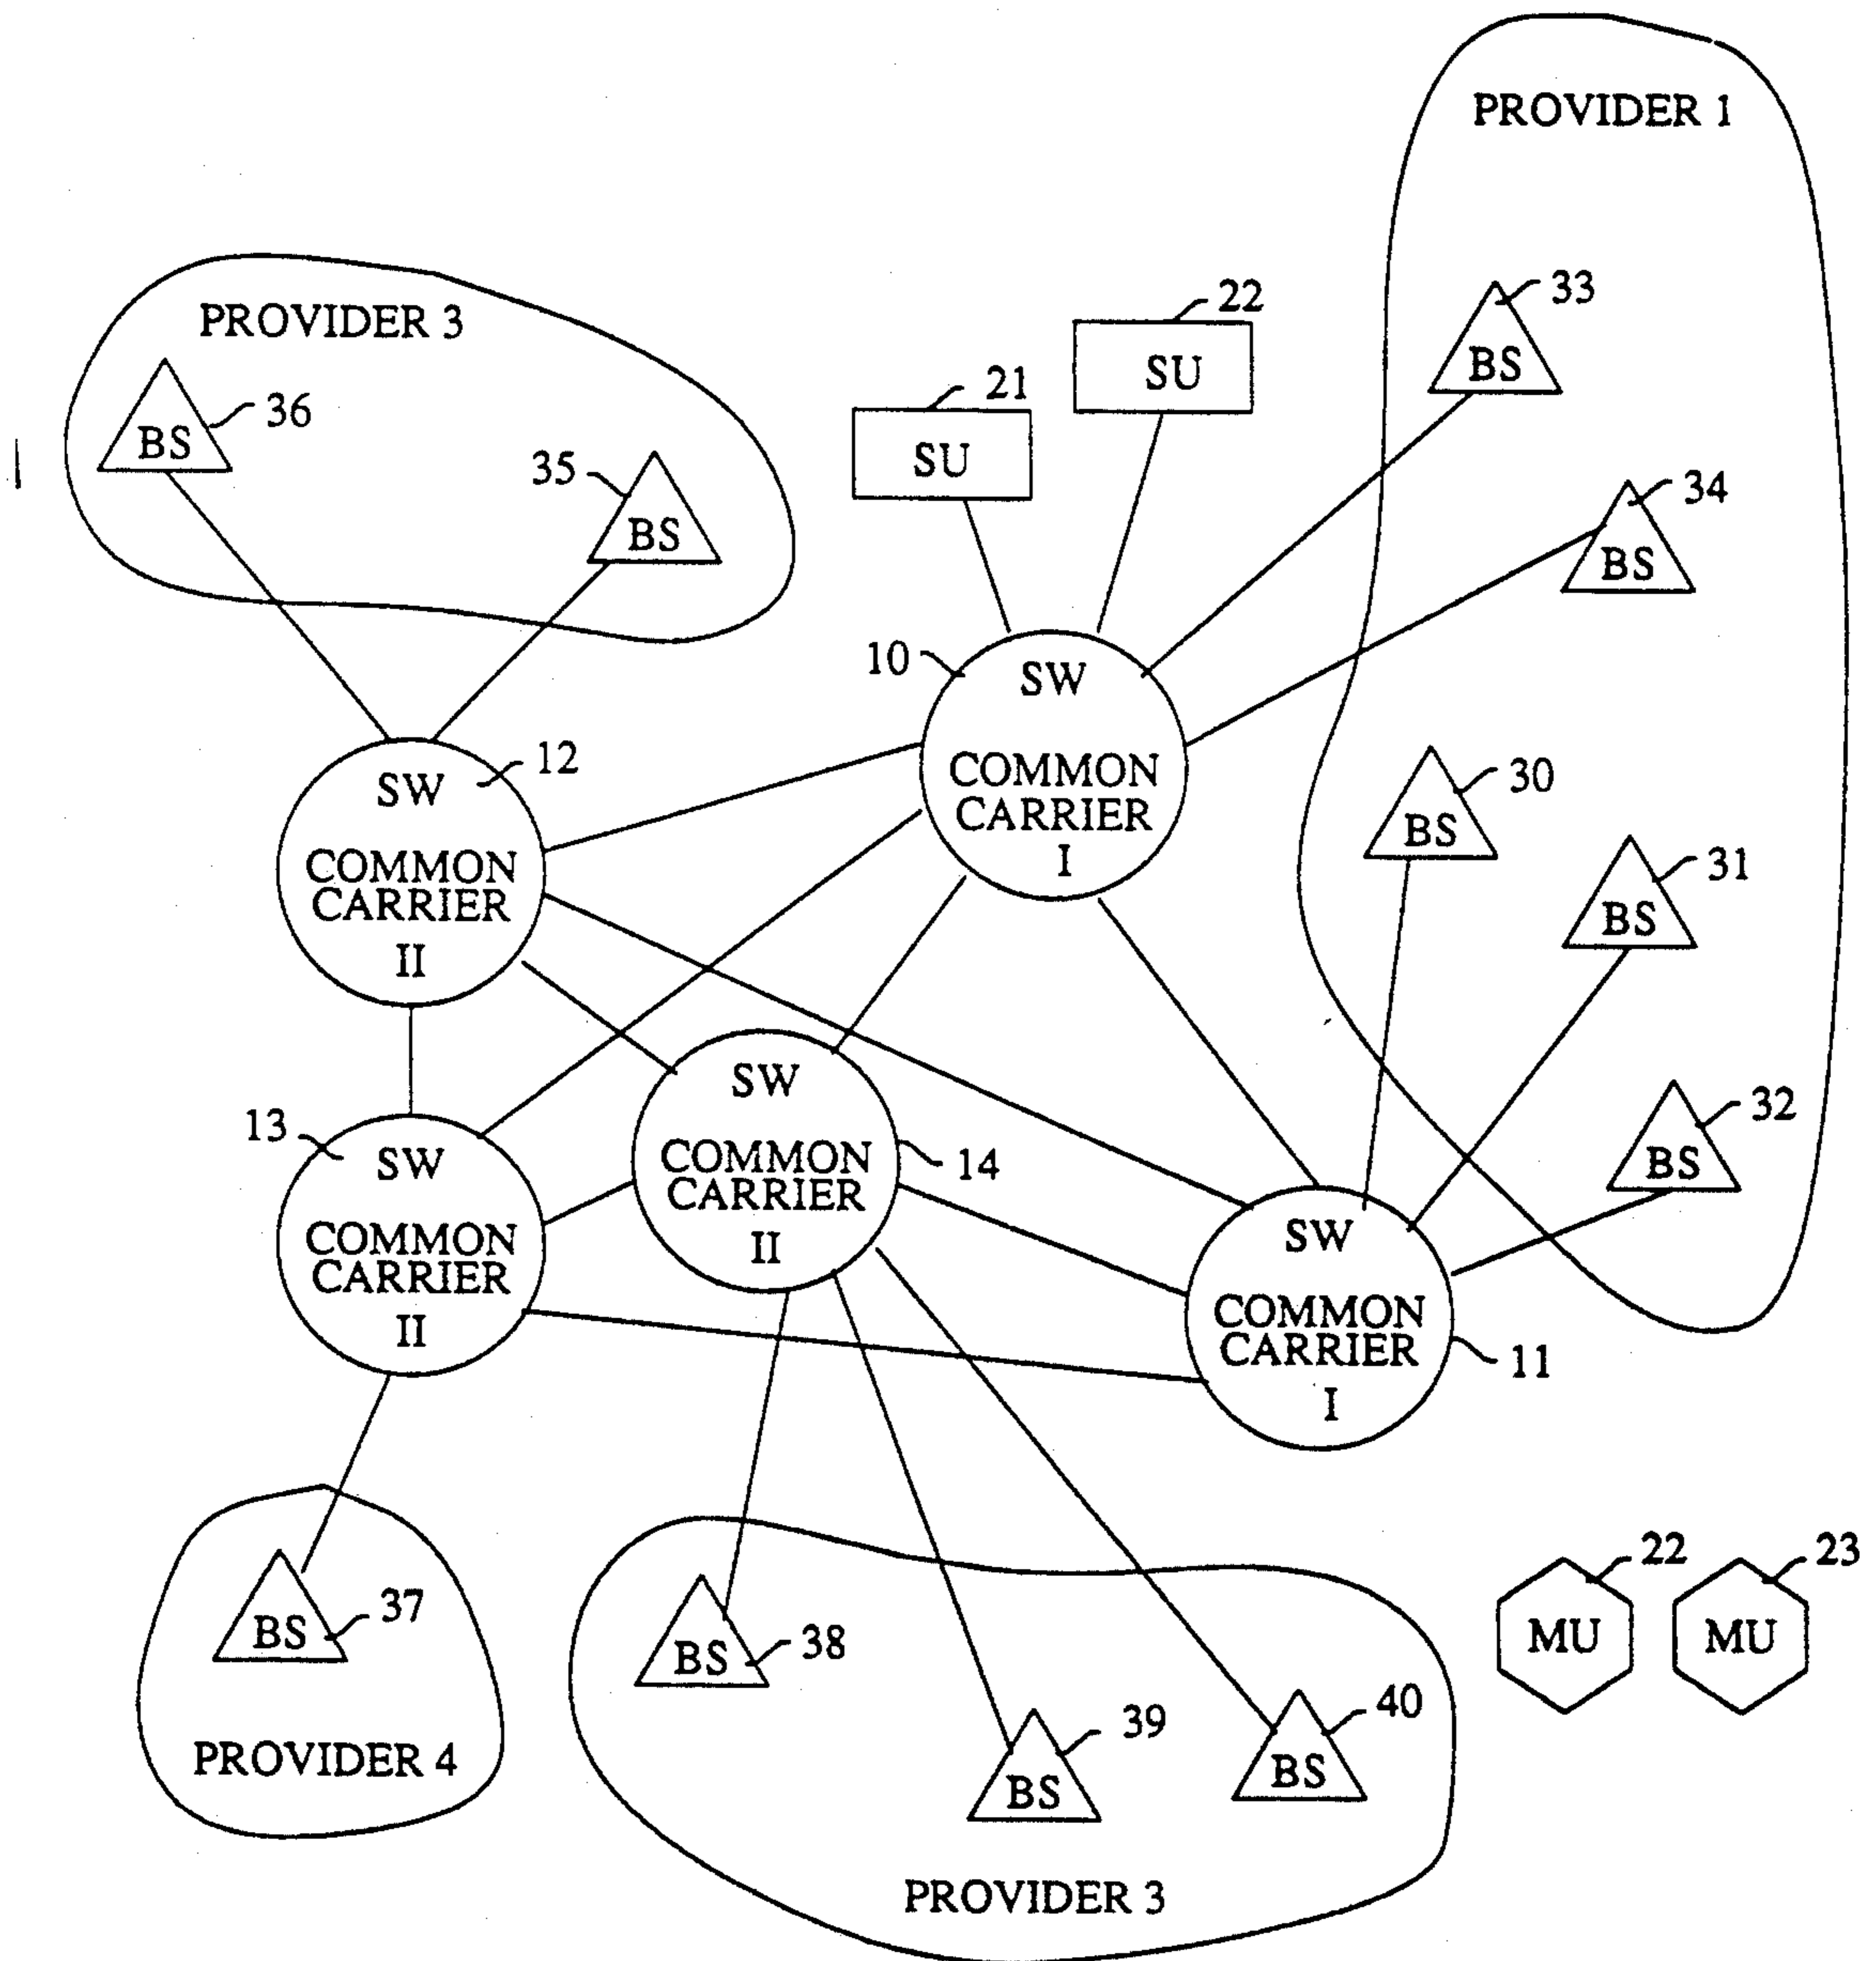 PROVIDER 1
33
BS
34
BS
30
BS
31
BS
32
BS
PROVIDER 3
36
BS
35
BS
22
SU
21
SU
10
SW
COMMON
CARRIER
I
12
SW
COMMON
CARRIER
II
13
SW
COMMON
CARRIER
II
14
SW
COMMON
CARRIER
II
11
SW
COMMON
CARRIER
I
37
BS
PROVIDER 4
38
BS
39
BS
40
BS
PROVIDER 3
22
MU
23
MU